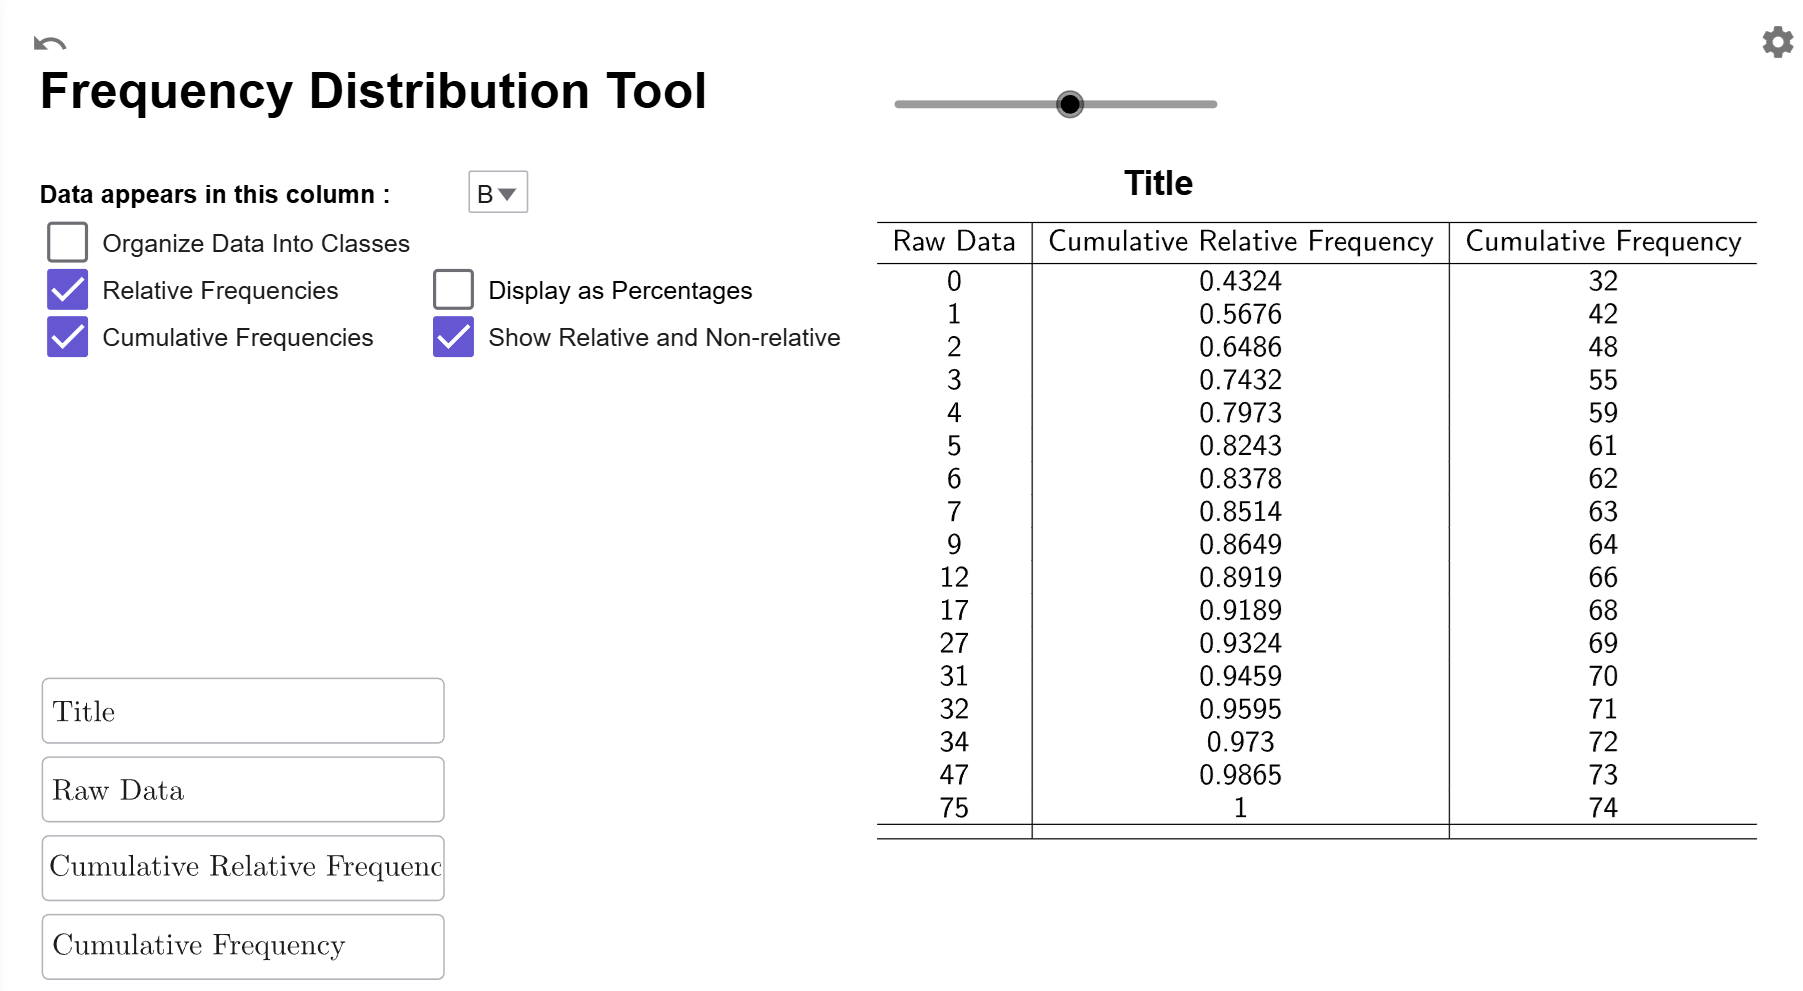 Frequency Distribution Tool
Data appears in this column :
B
Organize Data Into Classes
Relative Frequencies
Display as Percentages
Cumulative Frequencies
Show Relative and Non-relative
Title
Raw Data
Cumulative Relative Frequenc
Cumulative Frequency
Title
Raw Data Cumulative Relative Frequency Cumulative Frequency
0 0.4324 32
1 0.5676 42
2 0.6486 48
3 0.7432 55
4 0.7973 59
5 0.8243 61
6 0.8378 62
7 0.8514 63
9 0.8649 64
12 0.8919 66
17 0.9189 68
27 0.9324 69
31 0.9459 70
32 0.9595 71
34 0.973 72
47 0.9865 73
75 1 74